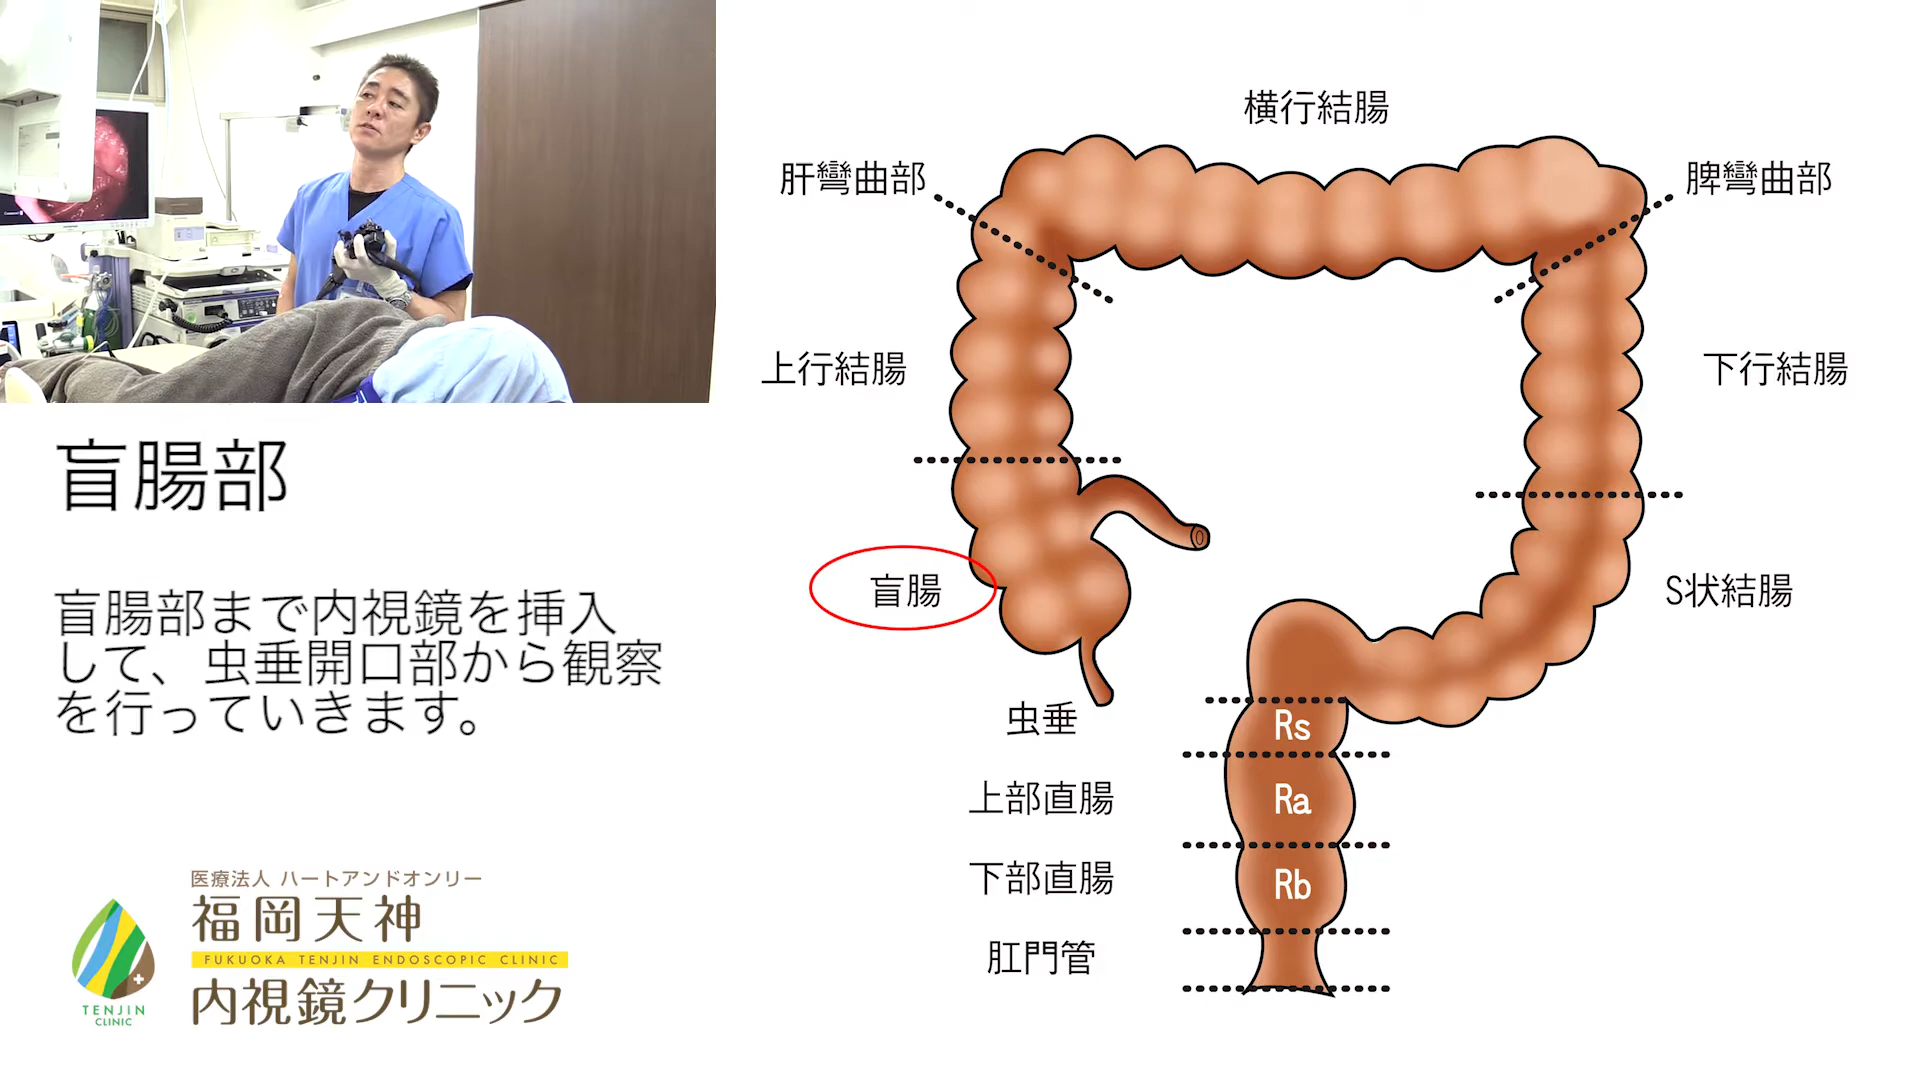 盲腸部
盲腸部まで内視鏡を挿入
して、虫垂開口部から観察
を行っていきます。
医療法人 ハートアンドオンリー
福岡天神
FUKUOKA TENJIN ENDOSCOPIC CLINIC
内視鏡クリニック
TENJIN
CLINIC
横行結腸
肝彎曲部
脾彎曲部
上行結腸
下行結腸
盲腸
S状結腸
虫垂
Rs
上部直腸
Ra
下部直腸
Rb
肛門管